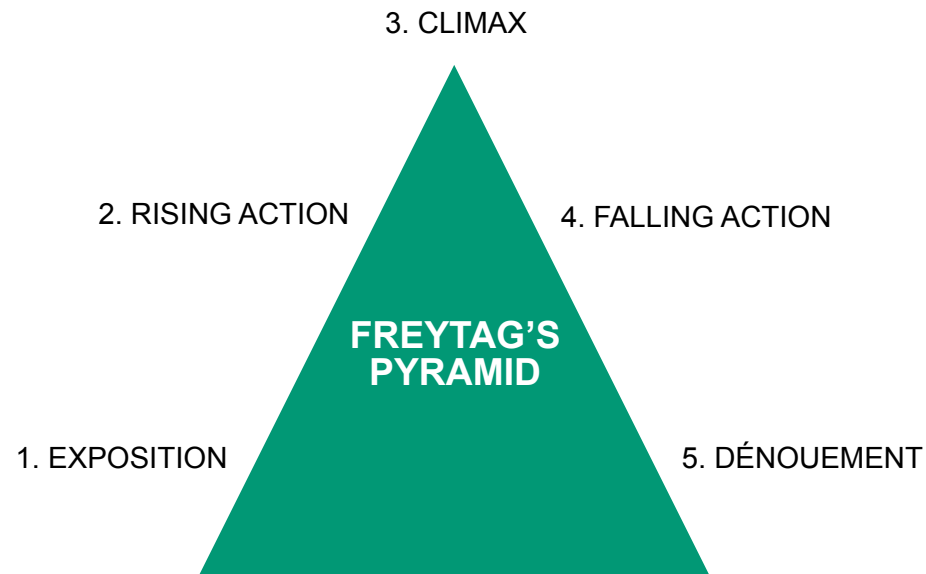 3. CLIMAX
2. RISING ACTION
4. FALLING ACTION
FREYTAG’S
PYRAMID
1. EXPOSITION
5. DÉNOUEMENT